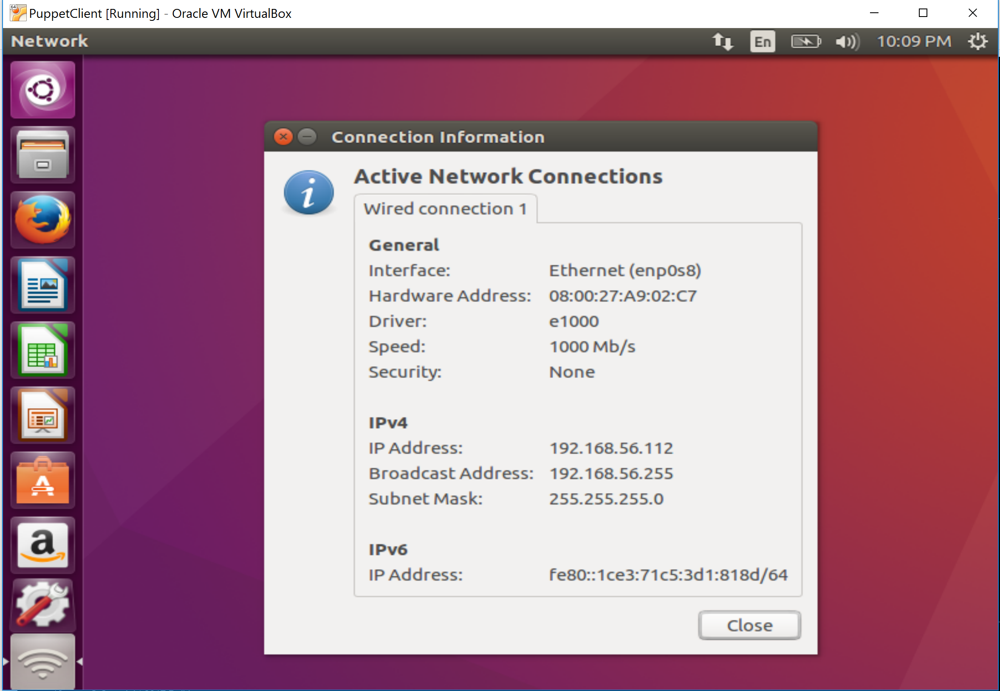 64
PuppetClient [Running] - Oracle VM VirtualBox
Network
En
10:09 PM
Connection Information
Active Network Connections
Wired connection 1
General
Interface: Ethernet (enp0s8)
Hardware Address: 08:00:27:A9:02:C7
Driver: e1000
Speed: 1000 Mb/s
Security: None
IPv4
IP Address: 192.168.56.112
Broadcast Address: 192.168.56.255
Subnet Mask: 255.255.255.0
IPv6
IP Address: fe80::1ce3:71c5:3d1:818d/64
Close